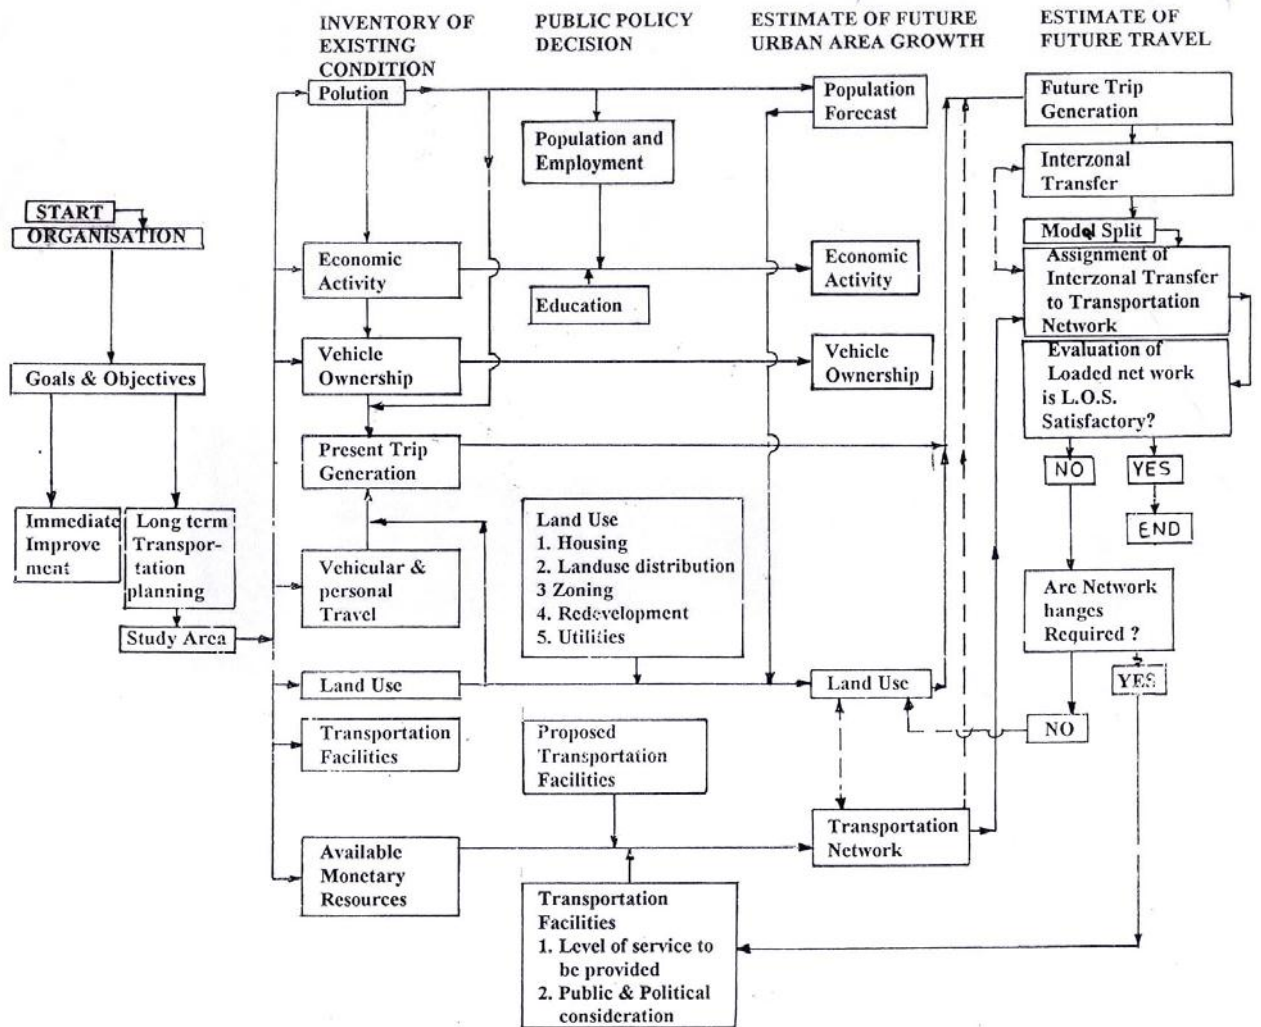 INVENTORY OF
EXISTING
CONDITION
PUBLIC POLICY
DECISION
ESTIMATE OF FUTURE
URBAN AREA GROWTH
ESTIMATE OF
FUTURE TRAVEL
START
ORGANISATION
Goals & Objectives
Immediate
Improve
ment
Long term
Transpor-
tation
planning
Study Area
Polution
Economic
Activity
Vehicle
Ownership
Present Trip
Generation
Vehicular &
personal
Travel
Land Use
Transportation
Facilities
Available
Monetary
Resources
Population and
Employment
Education
Land Use
1. Housing
2. Landuse distribution
3 Zoning
4. Redevelopment
5. Utilities
Proposed
Transportation
Facilities
Transportation
Facilities
1. Level of service to
be provided
2. Public & Political
consideration
Population
Forecast
Economic
Activity
Vehicle
Ownership
Land Use
Transportation
Network
Future Trip
Generation
Interzonal
Transfer
Model Split
Assignment of
Interzonal Transfer
to Transportation
Network
Evaluation of
Loaded net work
is L.O.S.
Satisfactory?
NO
YES
END
Are Network
hanges
Required ?
YES
NO